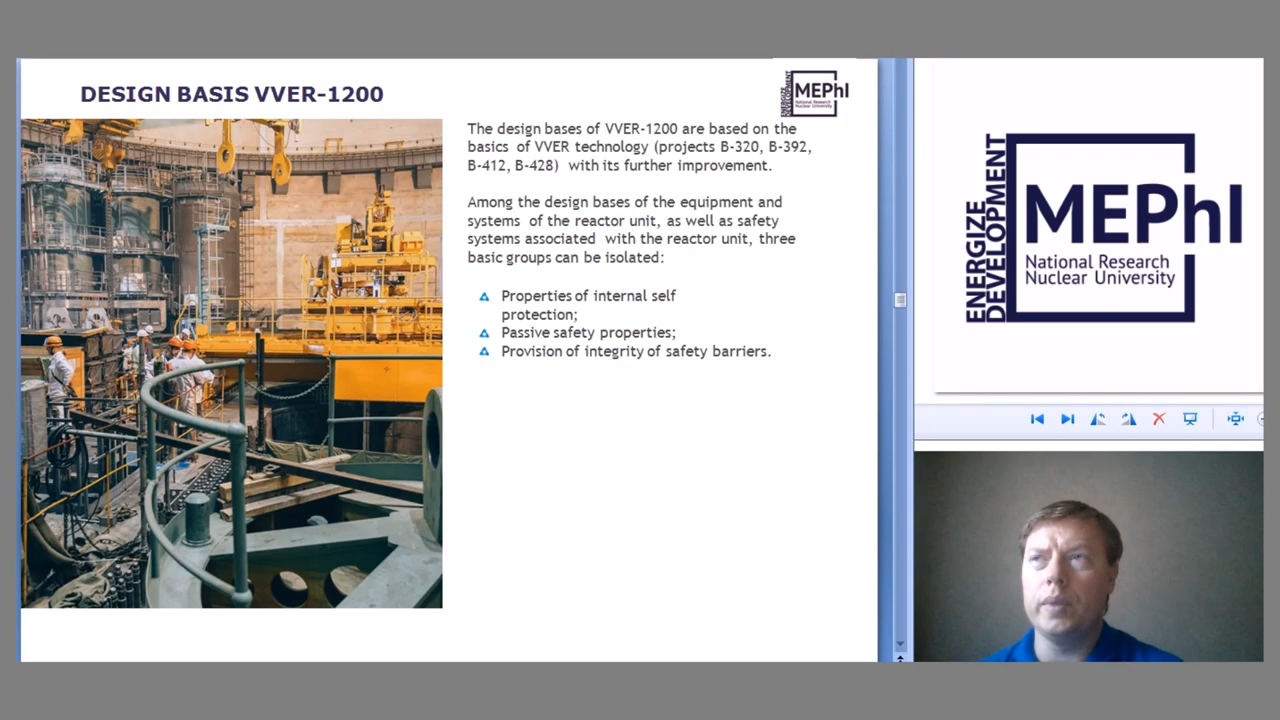 DESIGN BASIS VVER-1200
ENERGIZE
DEVELOPMENT
MEPhI
National Research
Nuclear University
The design bases of VVER-1200 are based on the
basics of VVER technology (projects B-320, B-392,
B-412, B-428) with its further improvement.
Among the design bases of the equipment and
systems of the reactor unit, as well as safety
systems associated with the reactor unit, three
basic groups can be isolated:
Properties of internal self
protection;
Passive safety properties;
Provision of integrity of safety barriers.
ENERGIZE
DEVELOPMENT
MEPhI
National Research
Nuclear University